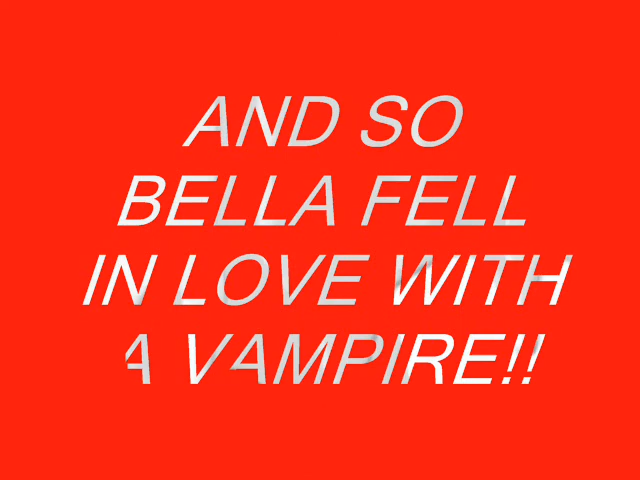 AND SO
BELLA FELL
IN LOVE WITH
A VAMPIRE!!